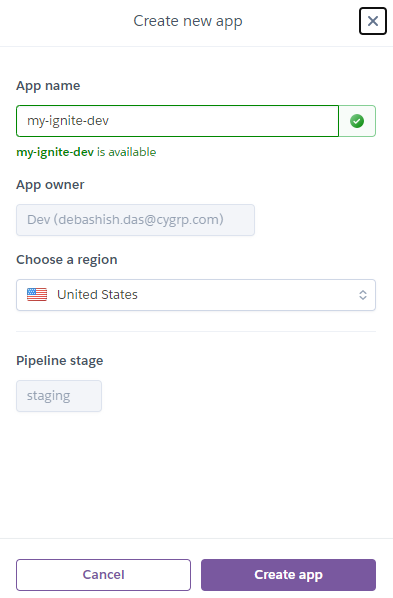 Create new app
App name
my-ignite-dev
my-ignite-dev is available
App owner
Dev (debashish.das@cygrp.com)
Choose a region
United States
Pipeline stage
staging
Cancel
Create app